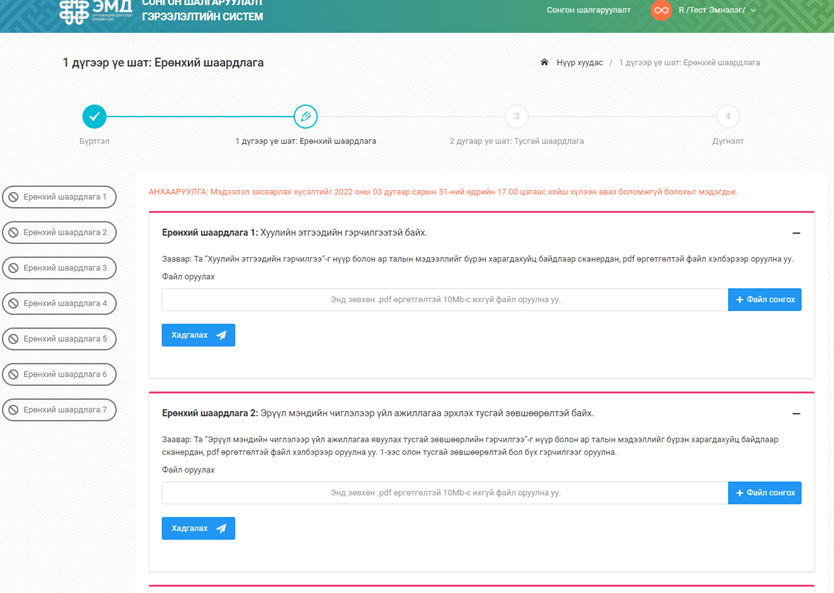 ЭМД
СОНГОН ШАЛГАРУУЛАЛТ
ГЭРЭЭЛЭЛТИЙН СИСТЕМ
Сонгон шалгаруулалт
R /Тест Эмнэлэг/
1 дүгээр үе шат: Ерөнхий шаардлага
Нүүр хуудас / 1 дүгээр үе шат: Ерөнхий шаардлага
3
4
Бүртгэл
1 дүгээр үе шат: Ерөнхий шаардлага
2 дугаар үе шат: Тусгай шаардлага
Дүгнэлт
Ерөнхий шаардлага 1
Ерөнхий шаардлага 2
Ерөнхий шаардлага 3
Ерөнхий шаардлага 4
Ерөнхий шаардлага 5
Ерөнхий шаардлага 6
Ерөнхий шаардлага 7
АНХААРУУЛГА: Мэдээлэл засварлах хүсэлтийг 2022 оны 03 дугаар сарын 31-ний өдрийн 17.00 цагаас хойш хүлээн авах боломжгүй болохыг мэдэгдье.
Ерөнхий шаардлага 1: Хуулийн этгээдийн гэрчилгээтэй байх.
Заавар: Та "Хуулийн этгээдийн гэрчилгээ"-г нүүр болон ар талын мэдээллийг бүрэн харагдахуйц байдлаар сканердан, pdf өргөтгөлтэй файл хэлбэрээр оруулна уу.
Файл оруулах
Энд зөвхөн .pdf өргөтгөлтэй 10Mb-с ихгүй файл оруулна уу.
+ Файл сонгох
Хадгалах
Ерөнхий шаардлага 2: Эрүүл мэндийн чиглэлээр үйл ажиллагаа эрхлэх тусгай зөвшөөрөлтэй байх.
Заавар: Та "Эрүүл мэндийн чиглэлээр үйл ажиллагаа явуулах тусгай зөвшөөрлийн гэрчилгээ"-г нүүр болон ар талын мэдээллийг бүрэн харагдахуйц байдлаар
сканердан, pdf өргөтгөлтэй файл хэлбэрээр оруулна уу. 1-ээс олон тусгай зөвшөөрөлтэй бол бүх гэрчилгээг оруулна.
Файл оруулах
Энд зөвхөн .pdf өргөтгөлтэй 10Mb-с ихгүй файл оруулна уу.
+ Файл сонгох
Хадгалах